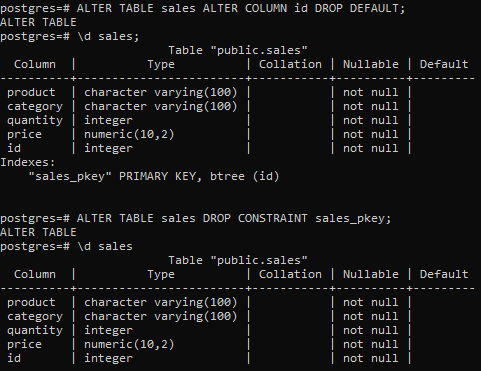 postgres=# ALTER TABLE sales ALTER COLUMN id DROP DEFAULT;
ALTER TABLE
postgres=# \d sales;
                         Table "public.sales"
  Column  |          Type          | Collation | Nullable | Default
----------+------------------------+-----------+----------+---------
 product  | character varying(100) |           | not null |
 category | character varying(100) |           | not null |
 quantity | integer                |           | not null |
 price    | numeric(10,2)          |           | not null |
 id       | integer                |           | not null |
Indexes:
    "sales_pkey" PRIMARY KEY, btree (id)
postgres=# ALTER TABLE sales DROP CONSTRAINT sales_pkey;
ALTER TABLE
postgres=# \d sales
                         Table "public.sales"
  Column  |          Type          | Collation | Nullable | Default
----------+------------------------+-----------+----------+---------
 product  | character varying(100) |           | not null |
 category | character varying(100) |           | not null |
 quantity | integer                |           | not null |
 price    | numeric(10,2)          |           | not null |
 id       | integer                |           | not null |